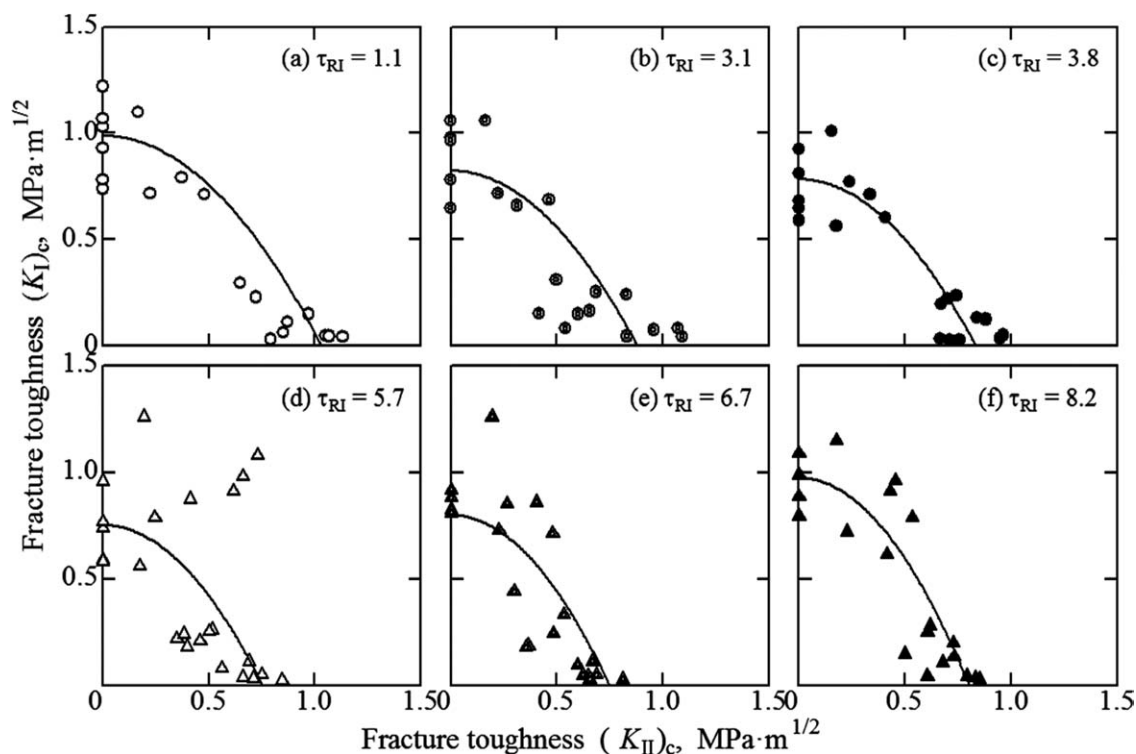 1.5
(a) τRI = 1.1
(b) τRI = 3.1
(c) τRI = 3.8
1.0
0.5
0
1.5
(d) τRI = 5.7
(e) τRI = 6.7
(f) τRI = 8.2
1.0
0.5
0
0.5
1.0
1.5
0.5
1.0
1.5
0.5
1.0
1.5
Fracture toughness (KI)c, MPa·m1/2
Fracture toughness ( KII)c, MPa·m1/2